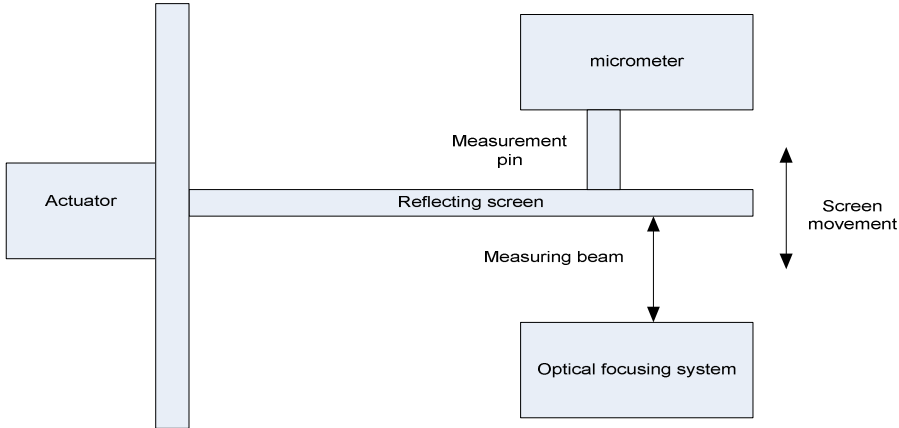 micrometer
Measurement
pin
Actuator
Reflecting screen
Screen
movement
Measuring beam
Optical focusing system